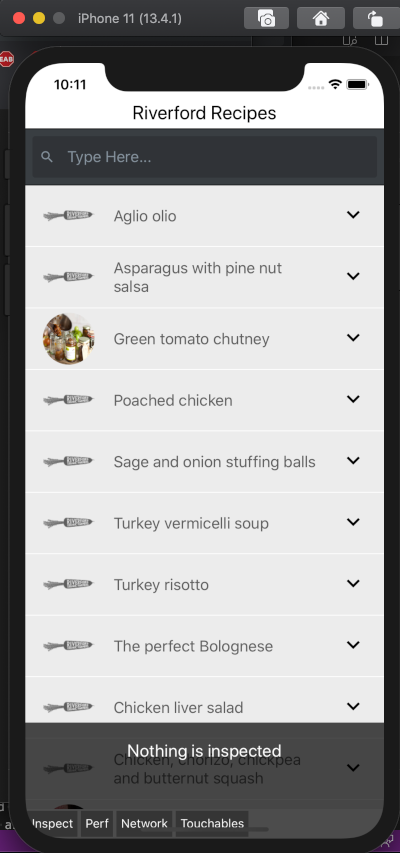 iPhone 11 (13.4.1)
EAB
10:11
Riverford Recipes
Type Here...
Aglio olio
Asparagus with pine nut
salsa
Green tomato chutney
Poached chicken
Sage and onion stuffing balls
Turkey vermicelli soup
Turkey risotto
The perfect Bolognese
Chicken liver salad
Nothing is inspected
Chicken, chorizo, chickpea
and butternut squash
Inspect Perf Network Touchables